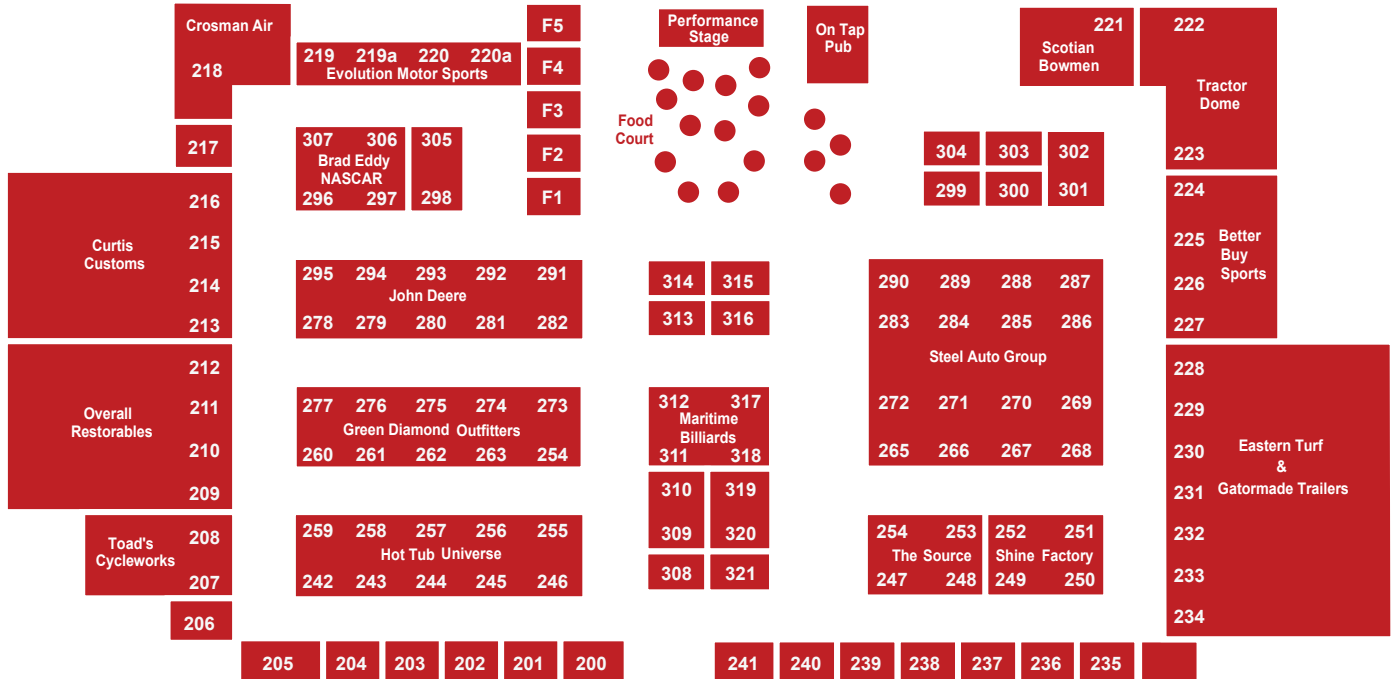 Crosman Air
218
219 219a 220 220a
Evolution Motor Sports
F5
F4
F3
F2
F1
Performance
Stage
On Tap
Pub
Food
Court
221
Scotian
Bowmen
222
Tractor
Dome
223
217
307 306
Brad Eddy
NASCAR
296 297
305
298
304 303 302
299 300 301
216
215
214
213
Curtis
Customs
224
225
226
227
Better
Buy
Sports
295 294 293 292 291
John Deere
278 279 280 281 282
314 315
313 316
290 289 288 287
283 284 285 286
Steel Auto Group
272 271 270 269
265 266 267 268
212
211
210
209
Overall
Restorables
277 276 275 274 273
Green Diamond Outfitters
260 261 262 263 254
312 317
Maritime
Billiards
311 318
310 319
309 320
308 321
228
229
230
231
232
233
234
Eastern Turf
&
Gatormade Trailers
Toad's
Cycleworks
208
207
206
259 258 257 256 255
Hot Tub Universe
242 243 244 245 246
254 253
The Source
247 248
252 251
Shine Factory
249 250
205 204 203 202 201 200
241 240 239 238 237 236 235